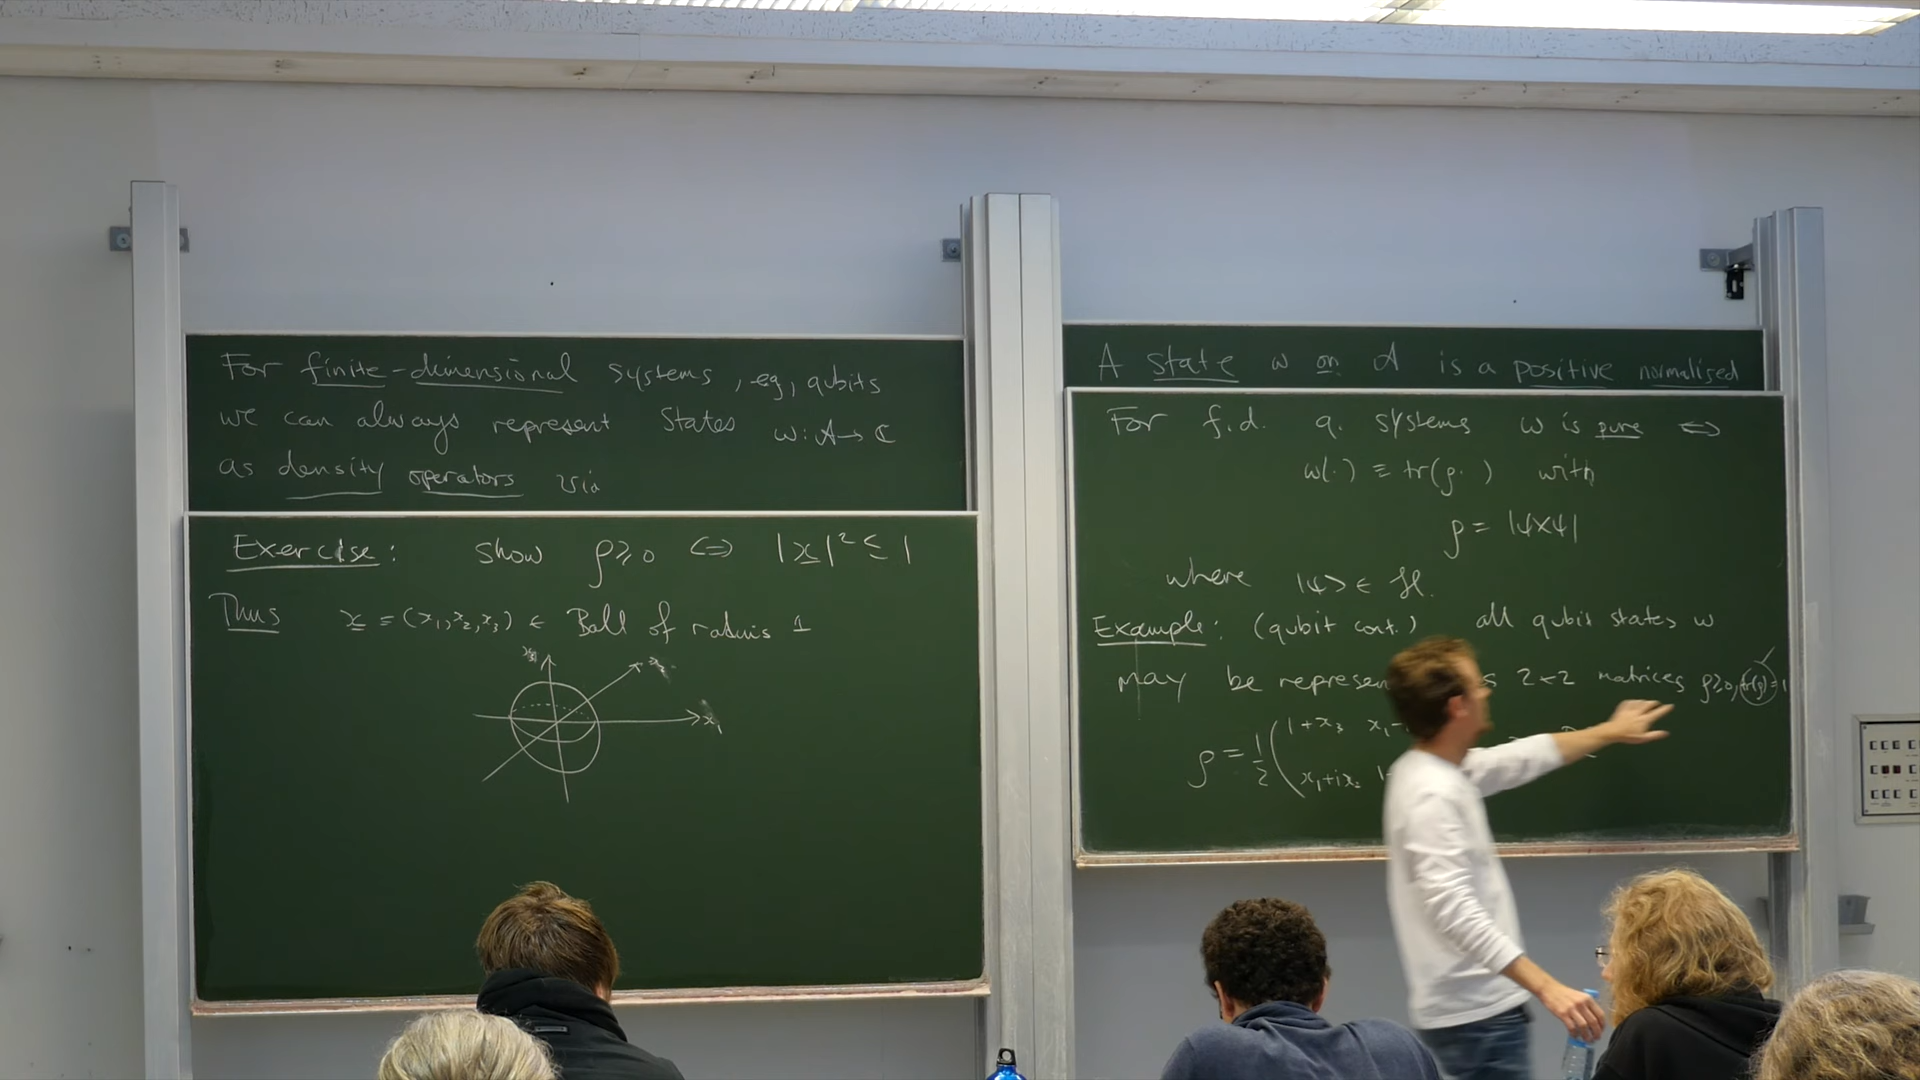 For finite-dimensional systems, eg, qubits
we can always represent states ω: A → ℂ
as density operators via
Exercise: show ρ ≥ 0 ⇔ |x|² ≤ 1
Thus x = (x₁, x₂, x₃) ∈ Ball of radius 1
x₃
x₂
x₁
A state ω on A is a positive normalised
For f.d. q. systems ω is pure ⇔
ω(·) ≡ tr(ρ·) with
ρ = |ψ⟩⟨ψ|
where |ψ⟩ ∈ ℋ.
Example: (qubit cont.) all qubit states ω
may be 2×2 matrices ρ≥0, tr(ρ)=1
ρ = 1/2 ( 1+x₃ x₁-
x₁+ix₂ 1-